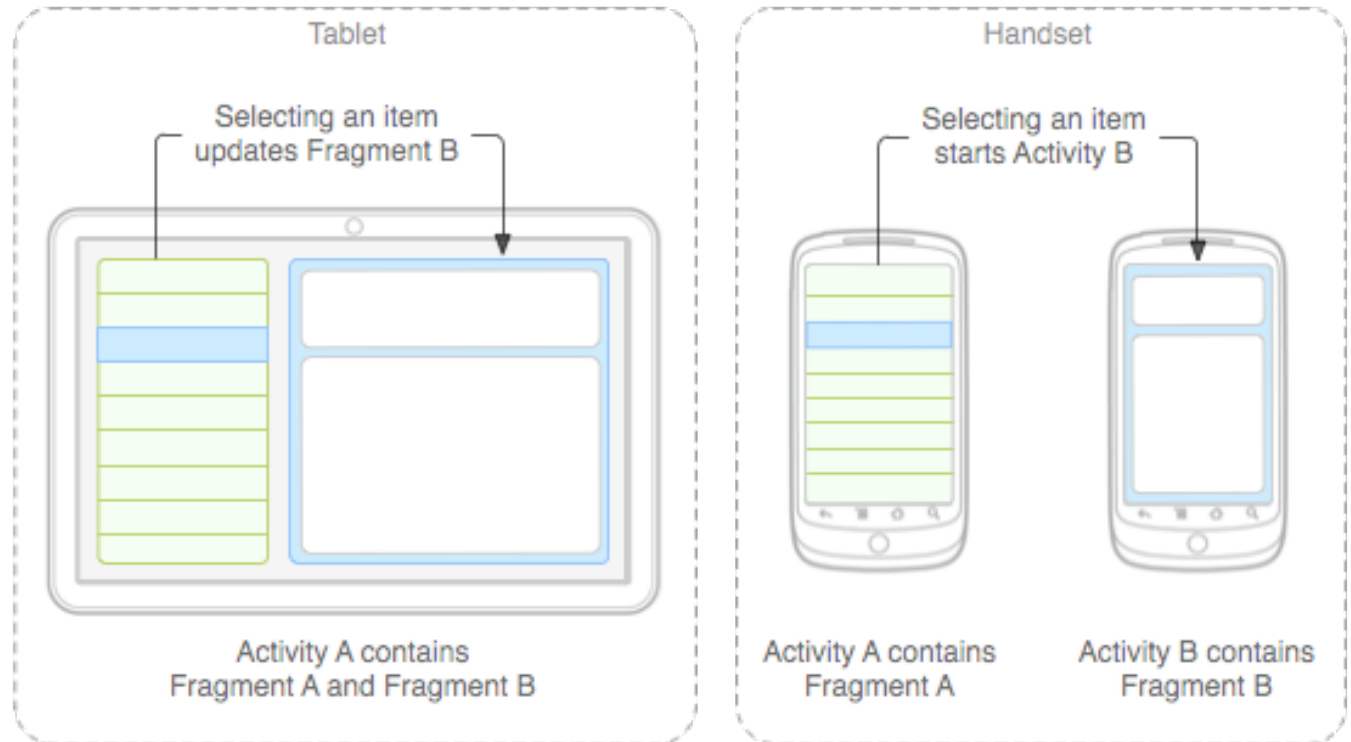 Tablet
Selecting an item
updates Fragment B
Activity A contains
Fragment A and Fragment B
Handset
Selecting an item
starts Activity B
Activity A contains
Fragment A
Activity B contains
Fragment B